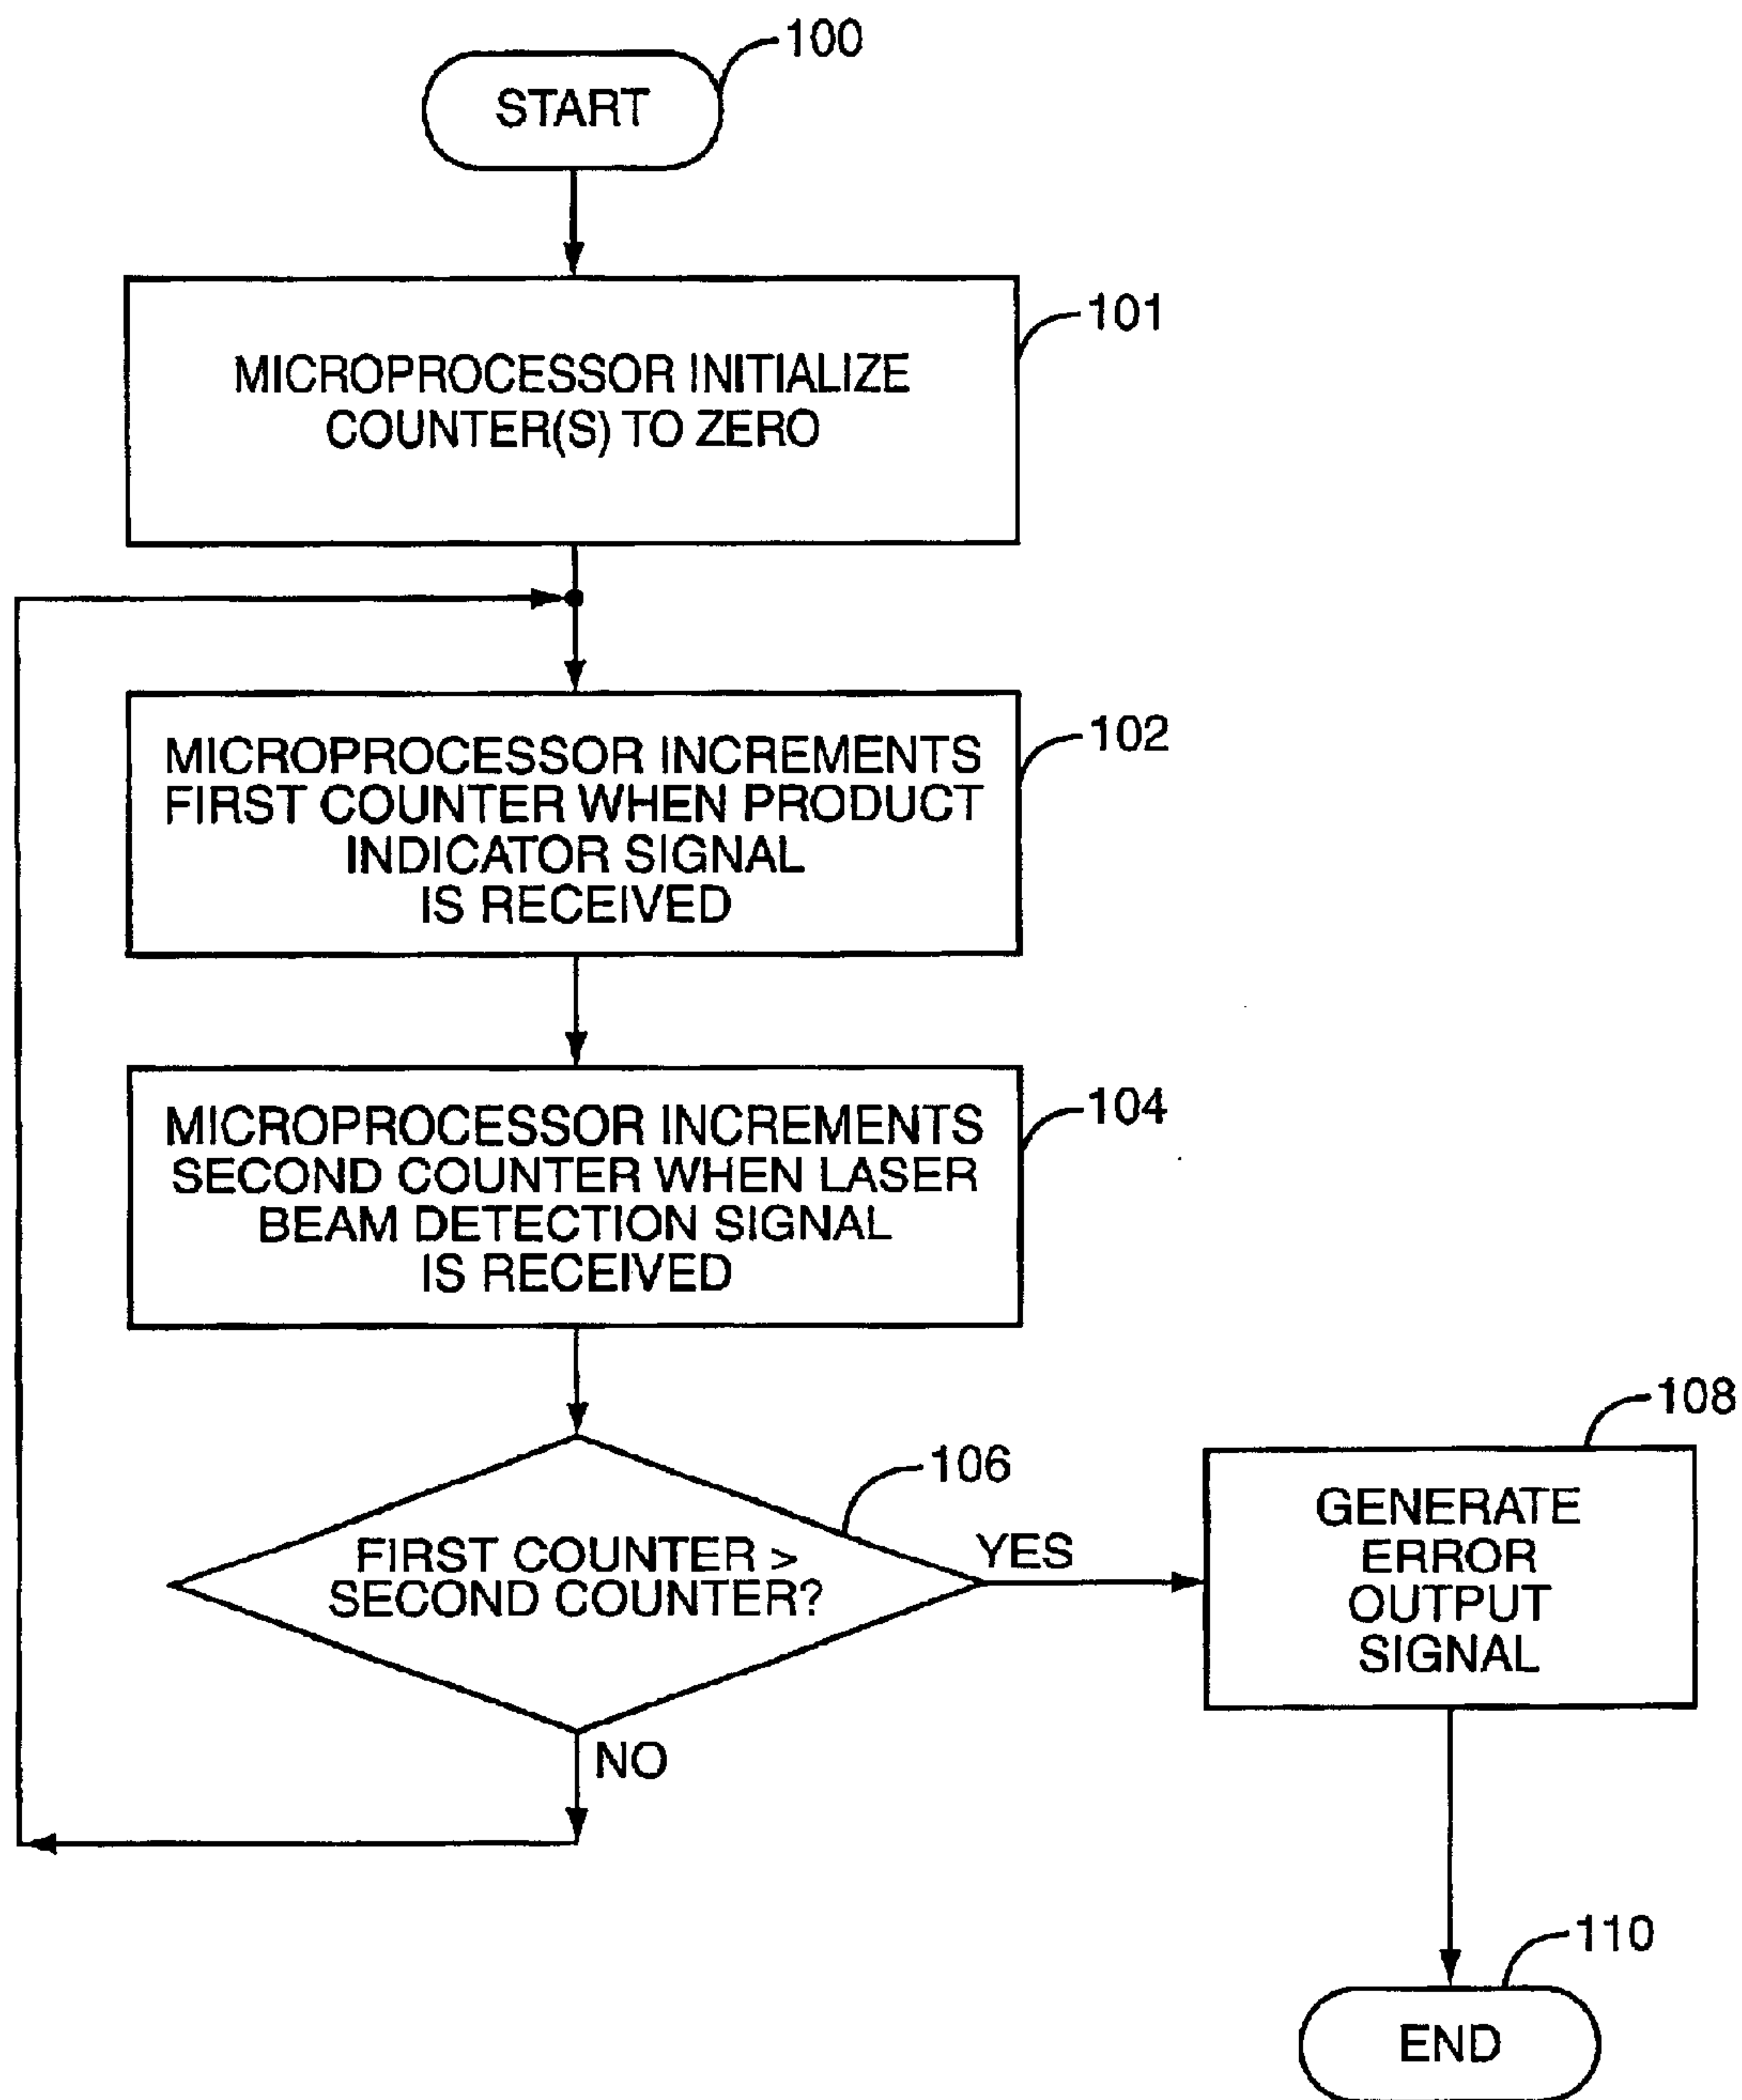 100
START
101
MICROPROCESSOR INITIALIZE
COUNTER(S) TO ZERO
102
MICROPROCESSOR INCREMENTS
FIRST COUNTER WHEN PRODUCT
INDICATOR SIGNAL
IS RECEIVED
104
MICROPROCESSOR INCREMENTS
SECOND COUNTER WHEN LASER
BEAM DETECTION SIGNAL
IS RECEIVED
106
FIRST COUNTER >
SECOND COUNTER?
YES
NO
108
GENERATE
ERROR
OUTPUT
SIGNAL
110
END